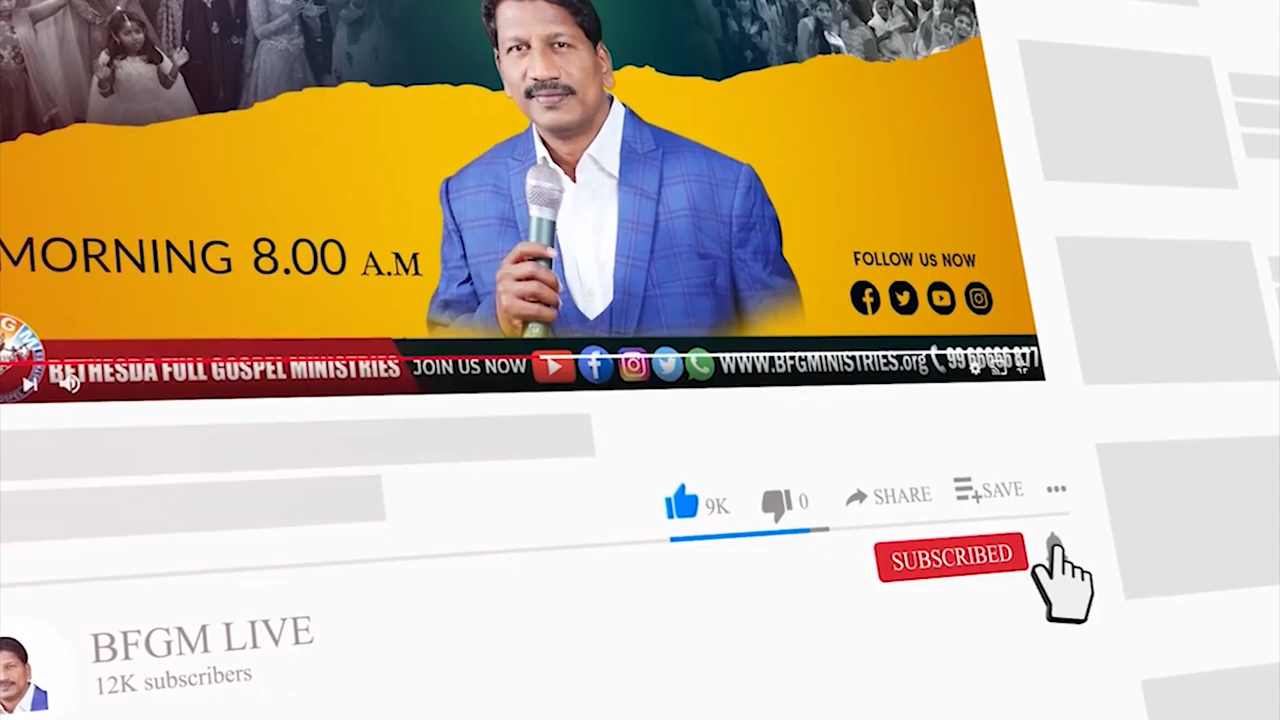 MORNING 8.00 A.M
FOLLOW US NOW
BETHESDA FULL GOSPEL MINISTRIES
JOIN US NOW
WWW.BFGMINISTRIES.org
9K
0
SHARE
SAVE
SUBSCRIBED
BFGM LIVE
12K subscribers